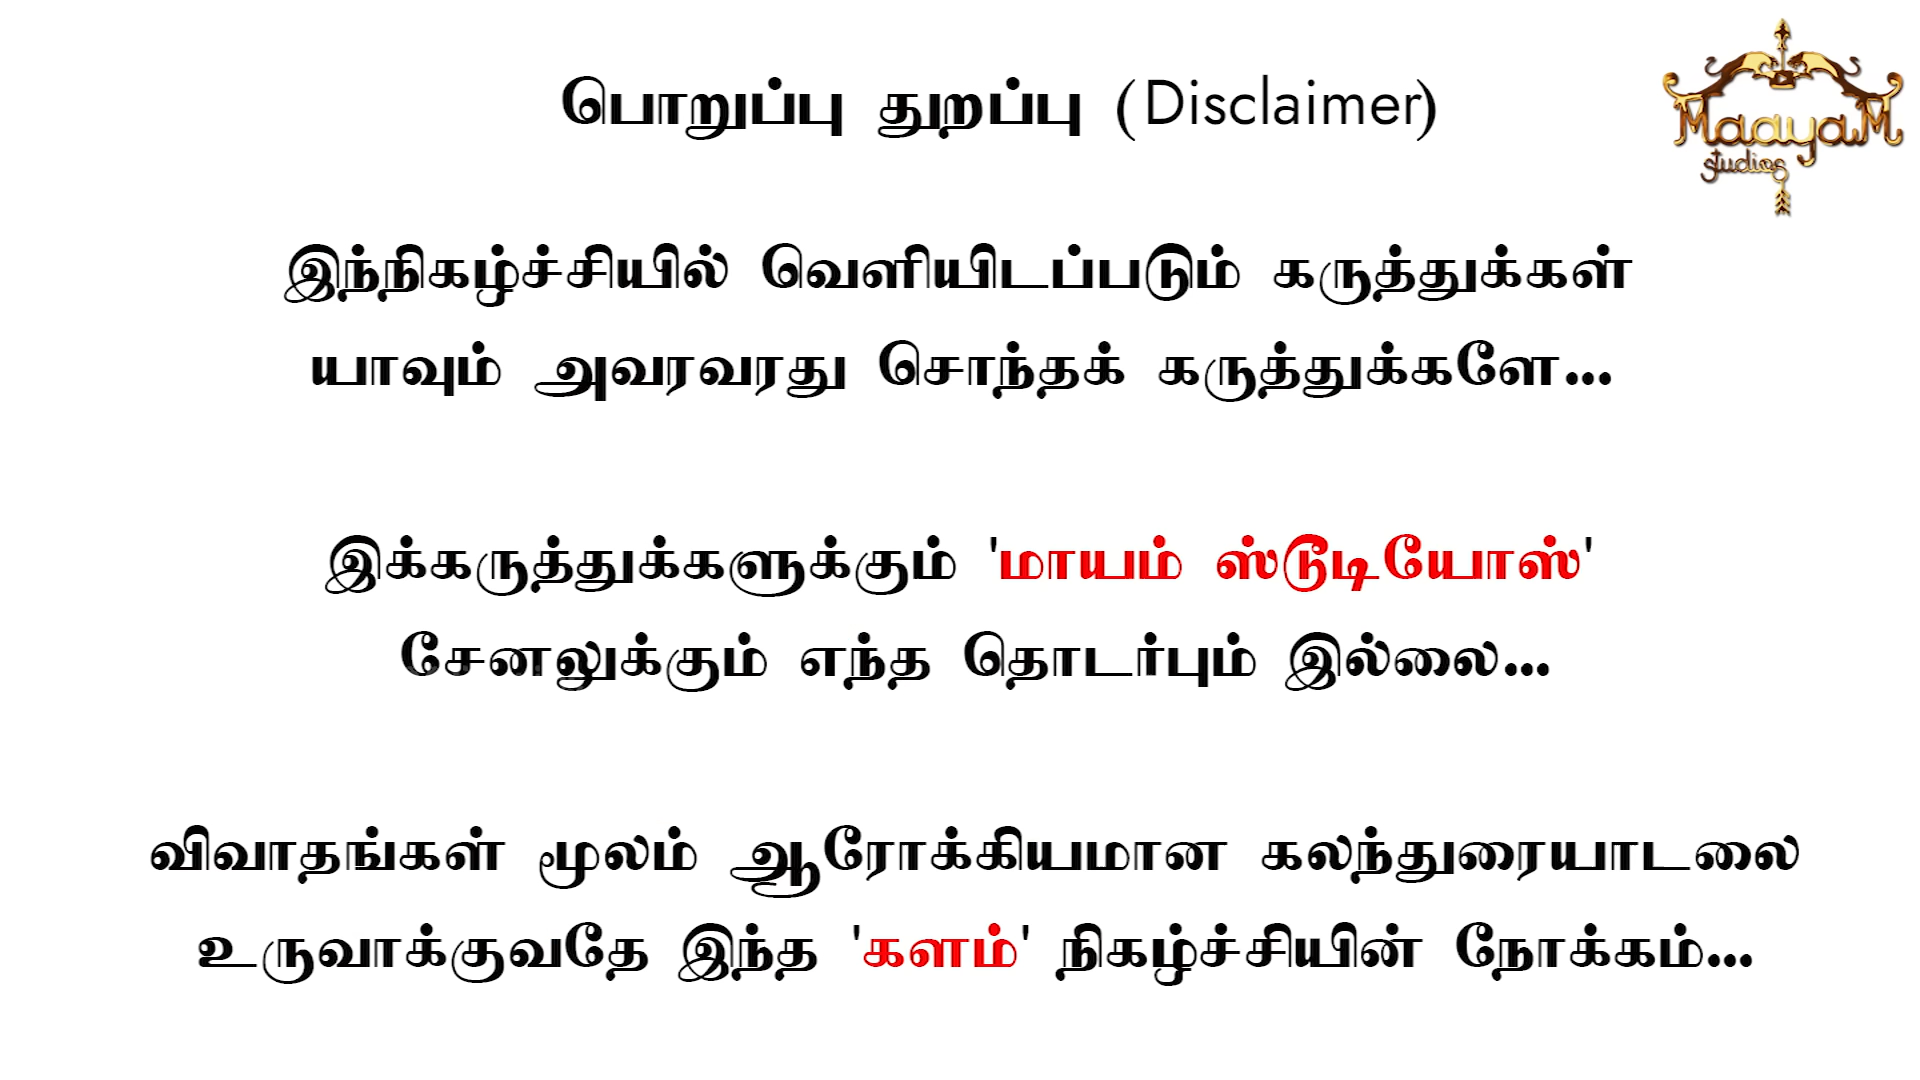 பொறுப்பு துறப்பு (Disclaimer)
MaayaM
studios
இந்நிகழ்ச்சியில் வெளியிடப்படும் கருத்துக்கள்
யாவும் அவரவரது சொந்தக் கருத்துக்களே...
இக்கருத்துக்களுக்கும் 'மாயம் ஸ்டூடியோஸ்'
சேனலுக்கும் எந்த தொடர்பும் இல்லை...
விவாதங்கள் மூலம் ஆரோக்கியமான கலந்துரையாடலை
உருவாக்குவதே இந்த 'களம்' நிகழ்ச்சியின் நோக்கம்...